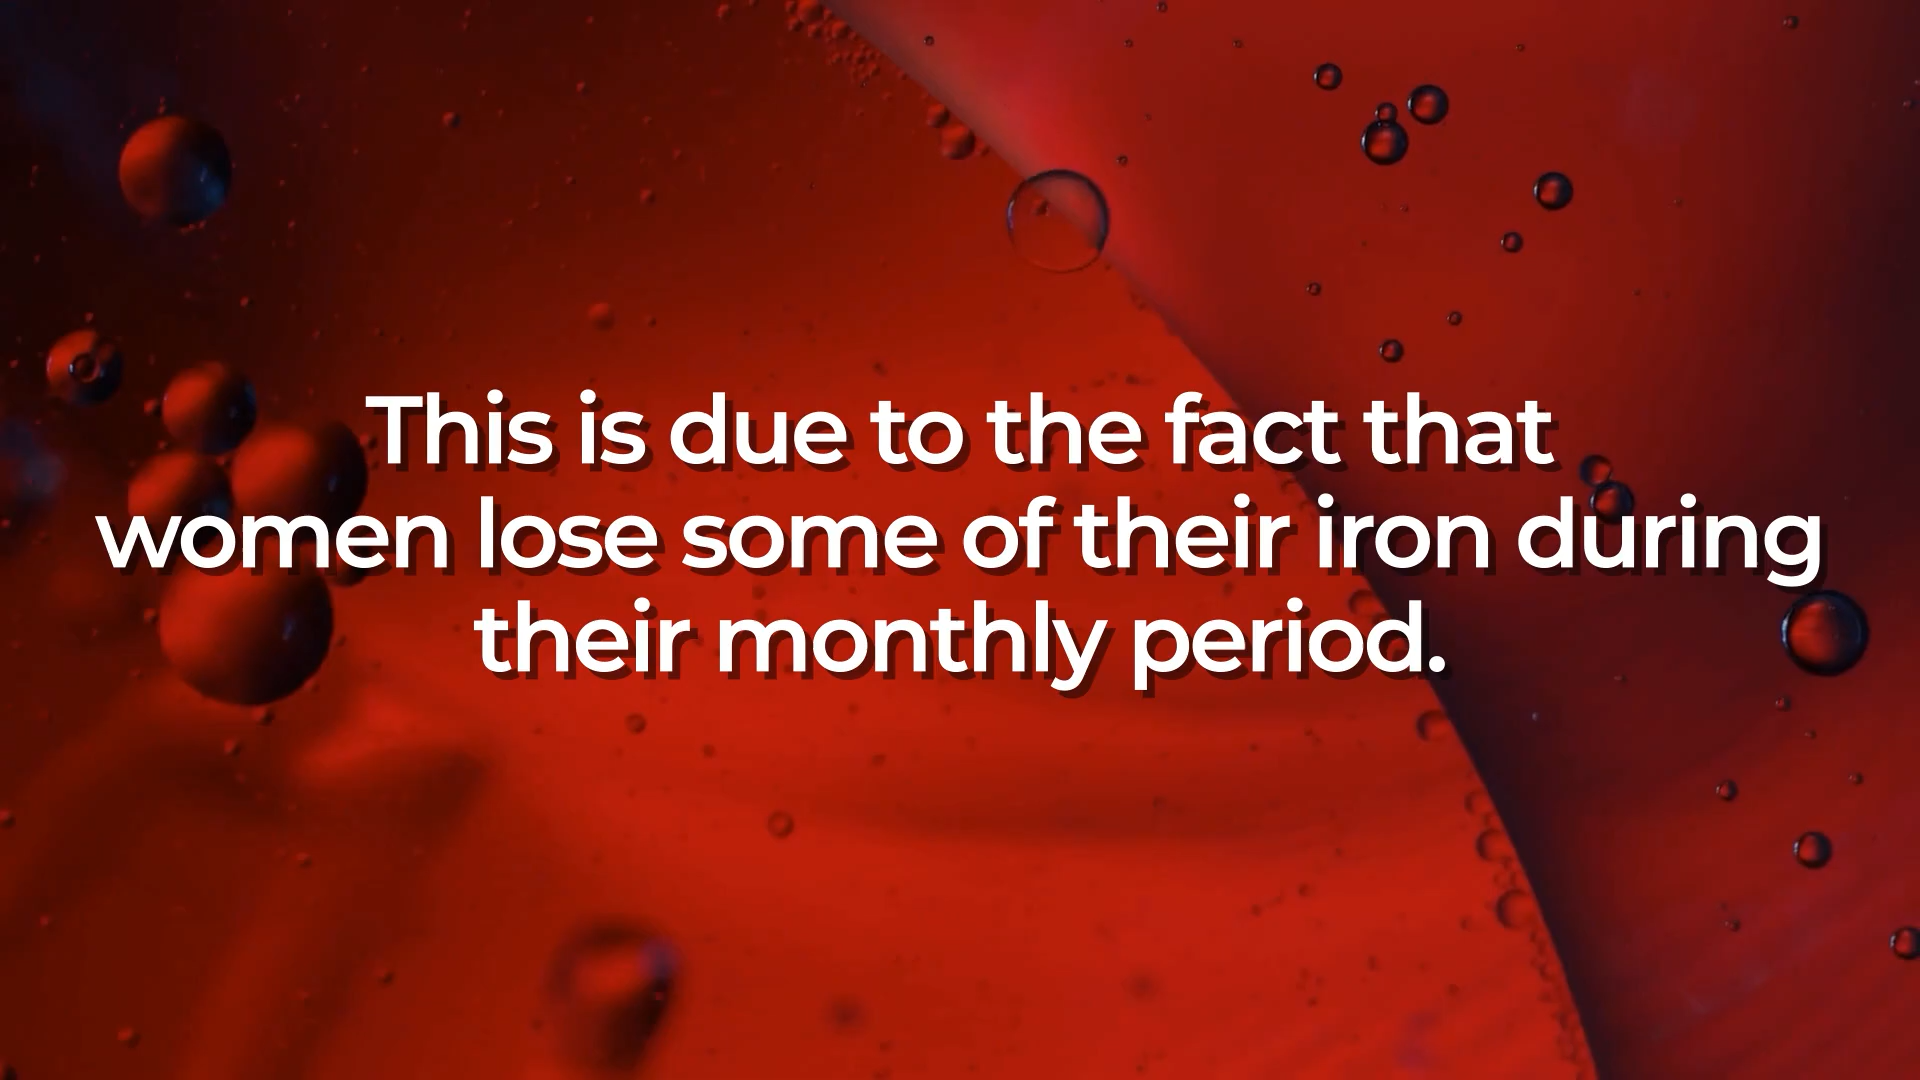 This is due to the fact that
women lose some of their iron during
their monthly period.